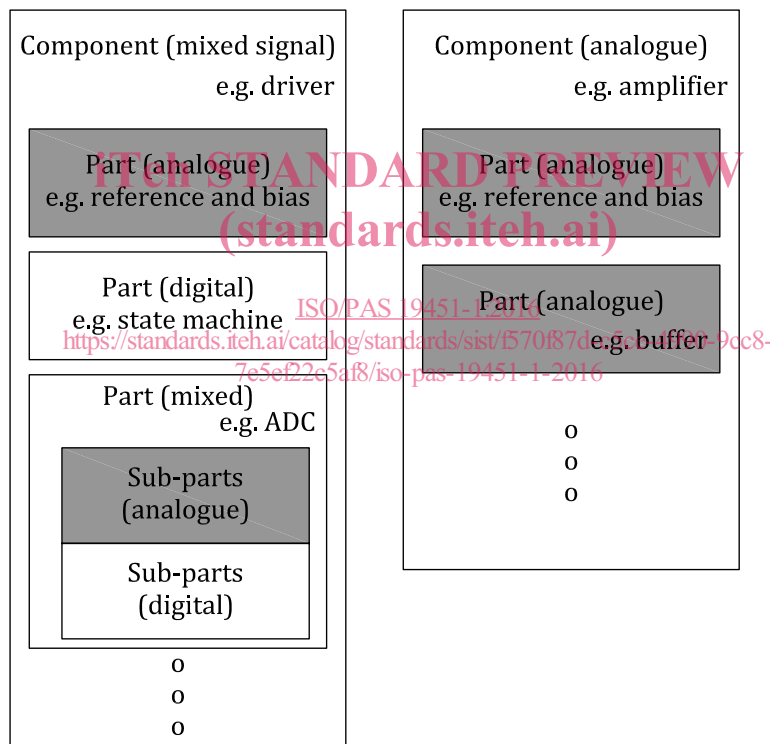 Component (mixed signal)
e.g. driver
Part (analogue)
e.g. reference and bias
Part (digital)
e.g. state machine
Part (mixed)
e.g. ADC
Sub-parts
(analogue)
Sub-parts
(digital)
o
o
o
Component (analogue)
e.g. amplifier
Part (analogue)
e.g. reference and bias
Part (analogue)
e.g. buffer
o
o
o
iTeh STANDARD PREVIEW
(standards.iteh.ai)
ISO/PAS 19451-1:2016
7e5ef22c5af8/iso-pas-19451-1-2016